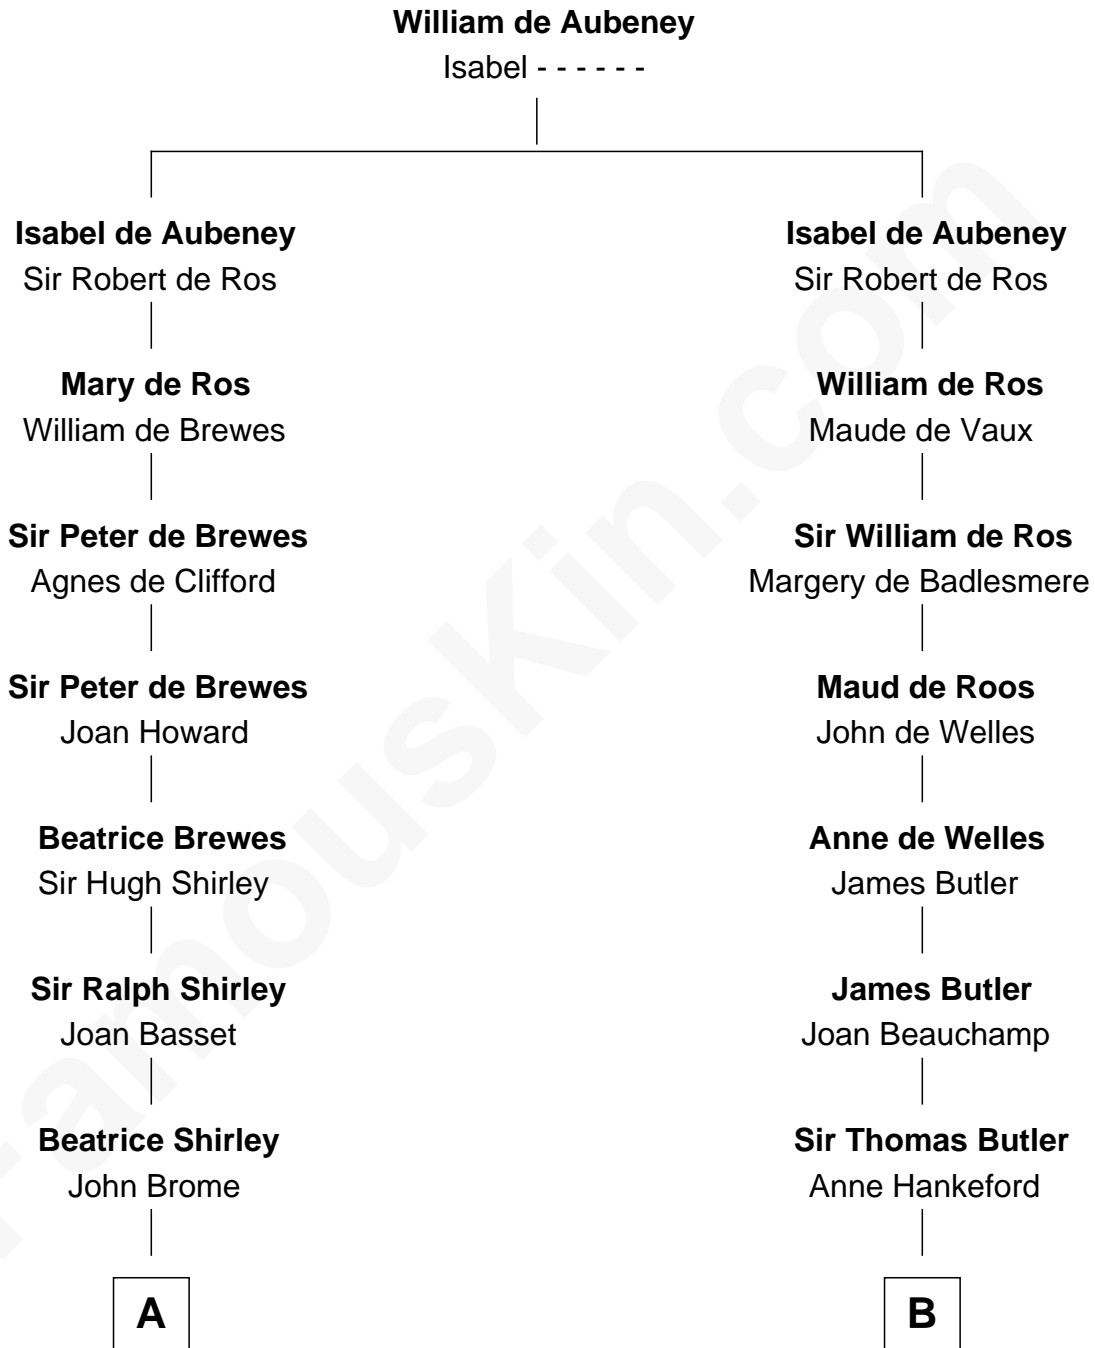 William de Aubeney
Isabel - - - - - -
Isabel de Aubeney
Sir Robert de Ros
Mary de Ros
William de Brewes
Sir Peter de Brewes
Agnes de Clifford
Sir Peter de Brewes
Joan Howard
Beatrice Brewes
Sir Hugh Shirley
Sir Ralph Shirley
Joan Basset
Beatrice Shirley
John Brome
A
Isabel de Aubeney
Sir Robert de Ros
William de Ros
Maude de Vaux
Sir William de Ros
Margery de Badlesmere
Maud de Roos
John de Welles
Anne de Welles
James Butler
James Butler
Joan Beauchamp
Sir Thomas Butler
Anne Hankeford
B
FamousKin.com